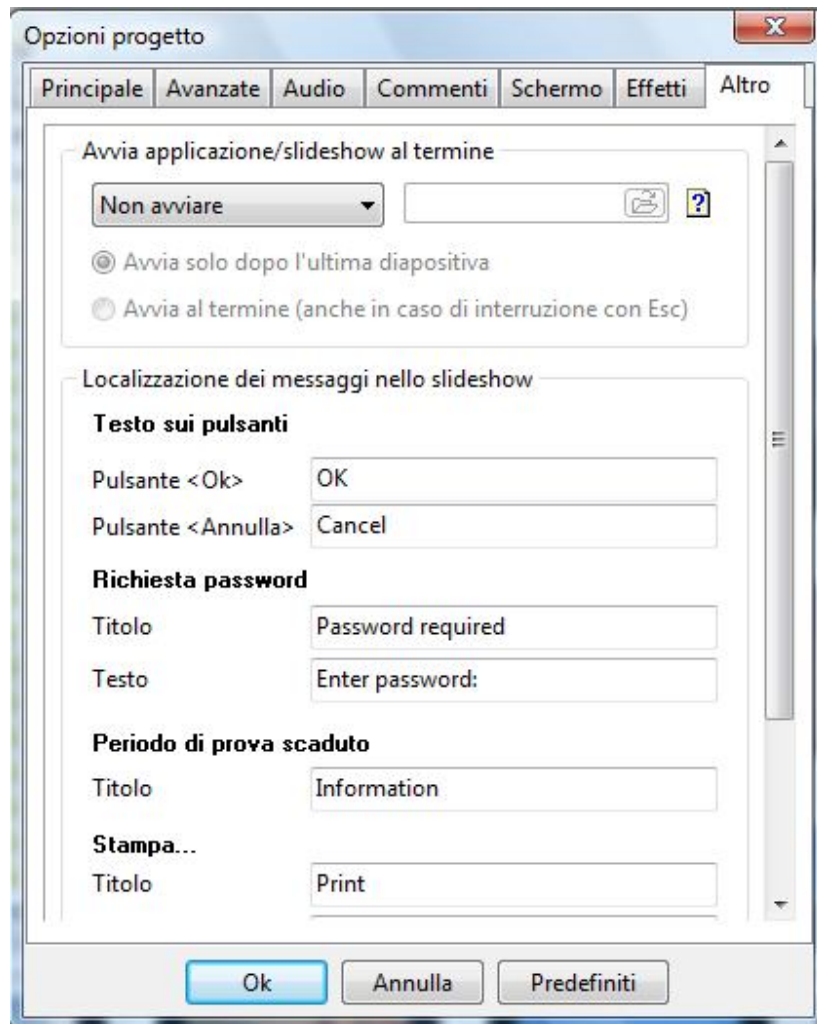 Opzioni progetto
Principale Avanzate Audio Commenti Schermo Effetti Altro
Avvia applicazione/slideshow al termine
Non avviare
Avvia solo dopo l'ultima diapositiva
Avvia al termine (anche in caso di interruzione con Esc)
Localizzazione dei messaggi nello slideshow
Testo sui pulsanti
Pulsante <Ok> OK
Pulsante <Annulla> Cancel
Richiesta password
Titolo Password required
Testo Enter password:
Periodo di prova scaduto
Titolo Information
Stampa...
Titolo Print
Ok Annulla Predefiniti